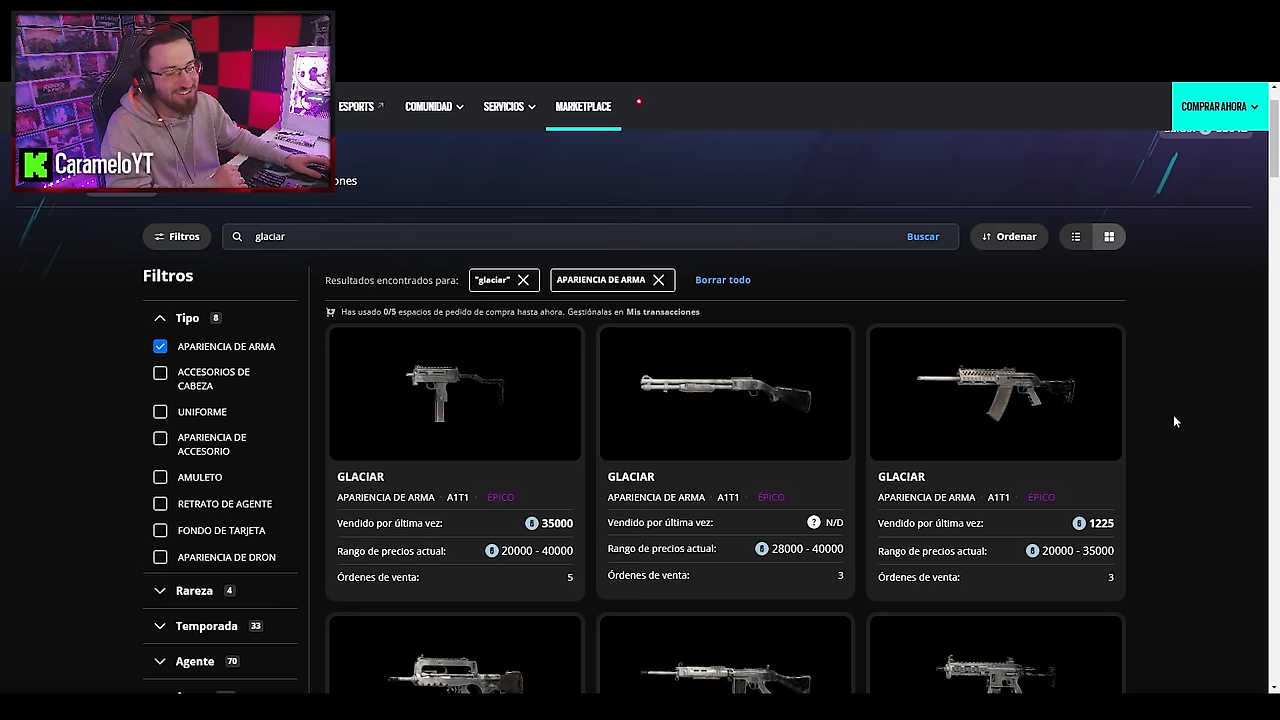 CarameloYT
ESPORTS
COMUNIDAD
SERVICIOS
MARKETPLACE
COMPRAR AHORA
ones
Filtros
glaciar
Buscar
Ordenar
Filtros
Resultados encontrados para:
"glaciar"
APARIENCIA DE ARMA
Borrar todo
Has usado 0/5 espacios de pedido de compra hasta ahora. Gestiónalas en Mis transacciones
Tipo 8
APARIENCIA DE ARMA
ACCESORIOS DE
CABEZA
UNIFORME
APARIENCIA DE
ACCESORIO
AMULETO
RETRATO DE AGENTE
FONDO DE TARJETA
APARIENCIA DE DRON
Rareza 4
Temporada 33
Agente 70
GLACIAR
APARIENCIA DE ARMA · A1T1 · ÉPICO
Vendido por última vez: 35000
Rango de precios actual: 20000 - 40000
Órdenes de venta: 5
GLACIAR
APARIENCIA DE ARMA · A1T1 · ÉPICO
Vendido por última vez: ? N/D
Rango de precios actual: 28000 - 40000
Órdenes de venta: 3
GLACIAR
APARIENCIA DE ARMA · A1T1 · ÉPICO
Vendido por última vez: 1225
Rango de precios actual: 20000 - 35000
Órdenes de venta: 3